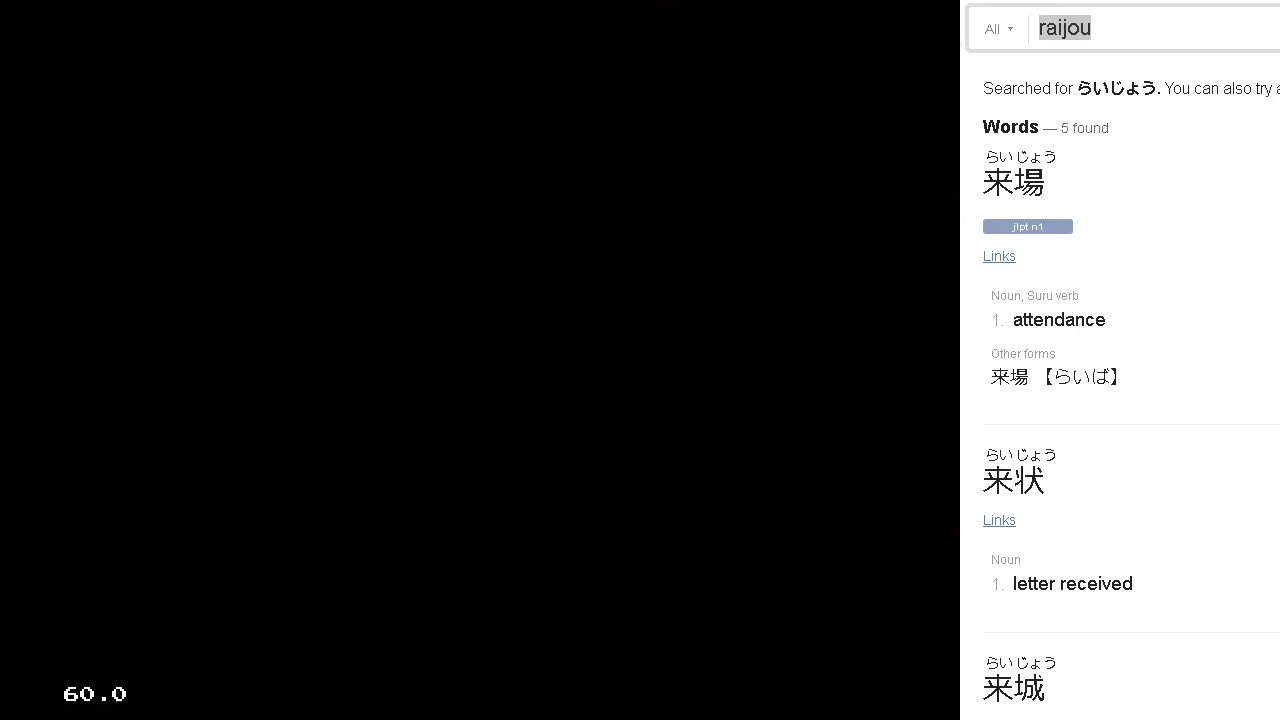 All ▾ raijou
Searched for らいじょう. You can also try a
Words — 5 found
らいじょう
来場
jlpt n1
Links
Noun, Suru verb
1. attendance
Other forms
来場 【らいば】
らいじょう
来状
Links
Noun
1. letter received
らいじょう
来城
60.0